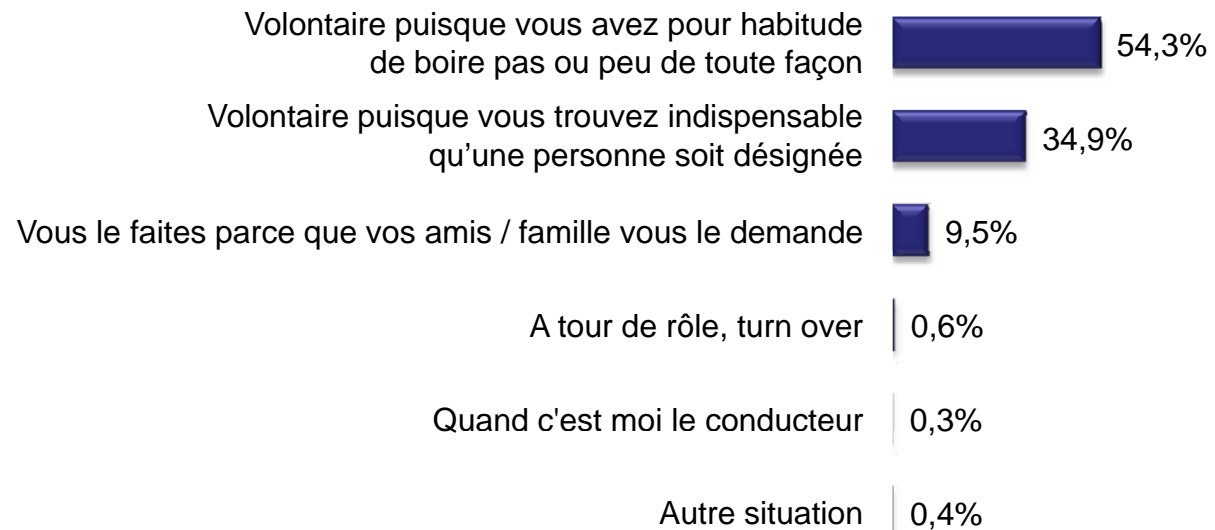 Volontaire puisque vous avez pour habitude
de boire pas ou peu de toute façon
54,3%
Volontaire puisque vous trouvez indispensable
qu’une personne soit désignée
34,9%
Vous le faites parce que vos amis / famille vous le demande
9,5%
A tour de rôle, turn over
0,6%
Quand c'est moi le conducteur
0,3%
Autre situation
0,4%